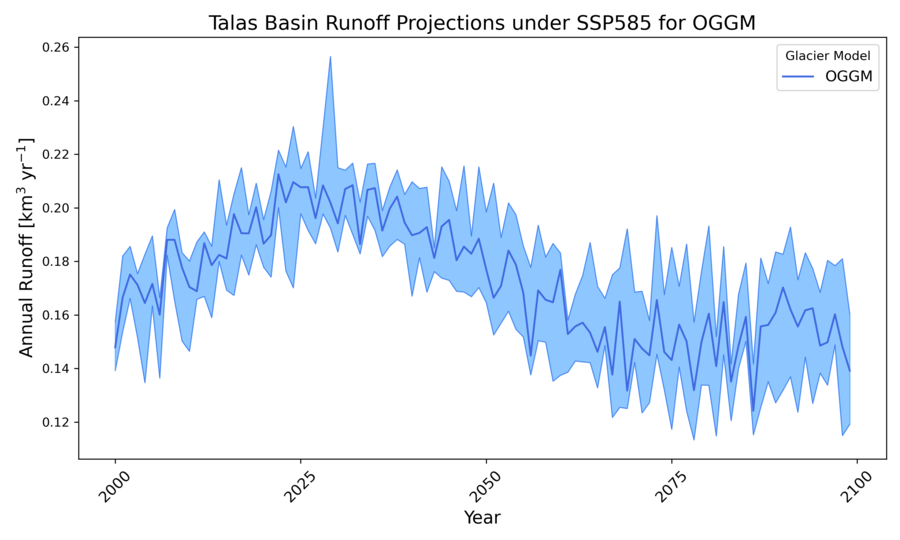 Talas Basin Runoff Projections under SSP585 for OGGM
Glacier Model
OGGM
Annual Runoff [km³ yr⁻¹]
0.26
0.24
0.22
0.20
0.18
0.16
0.14
0.12
2000
2025
2050
2075
2100
Year